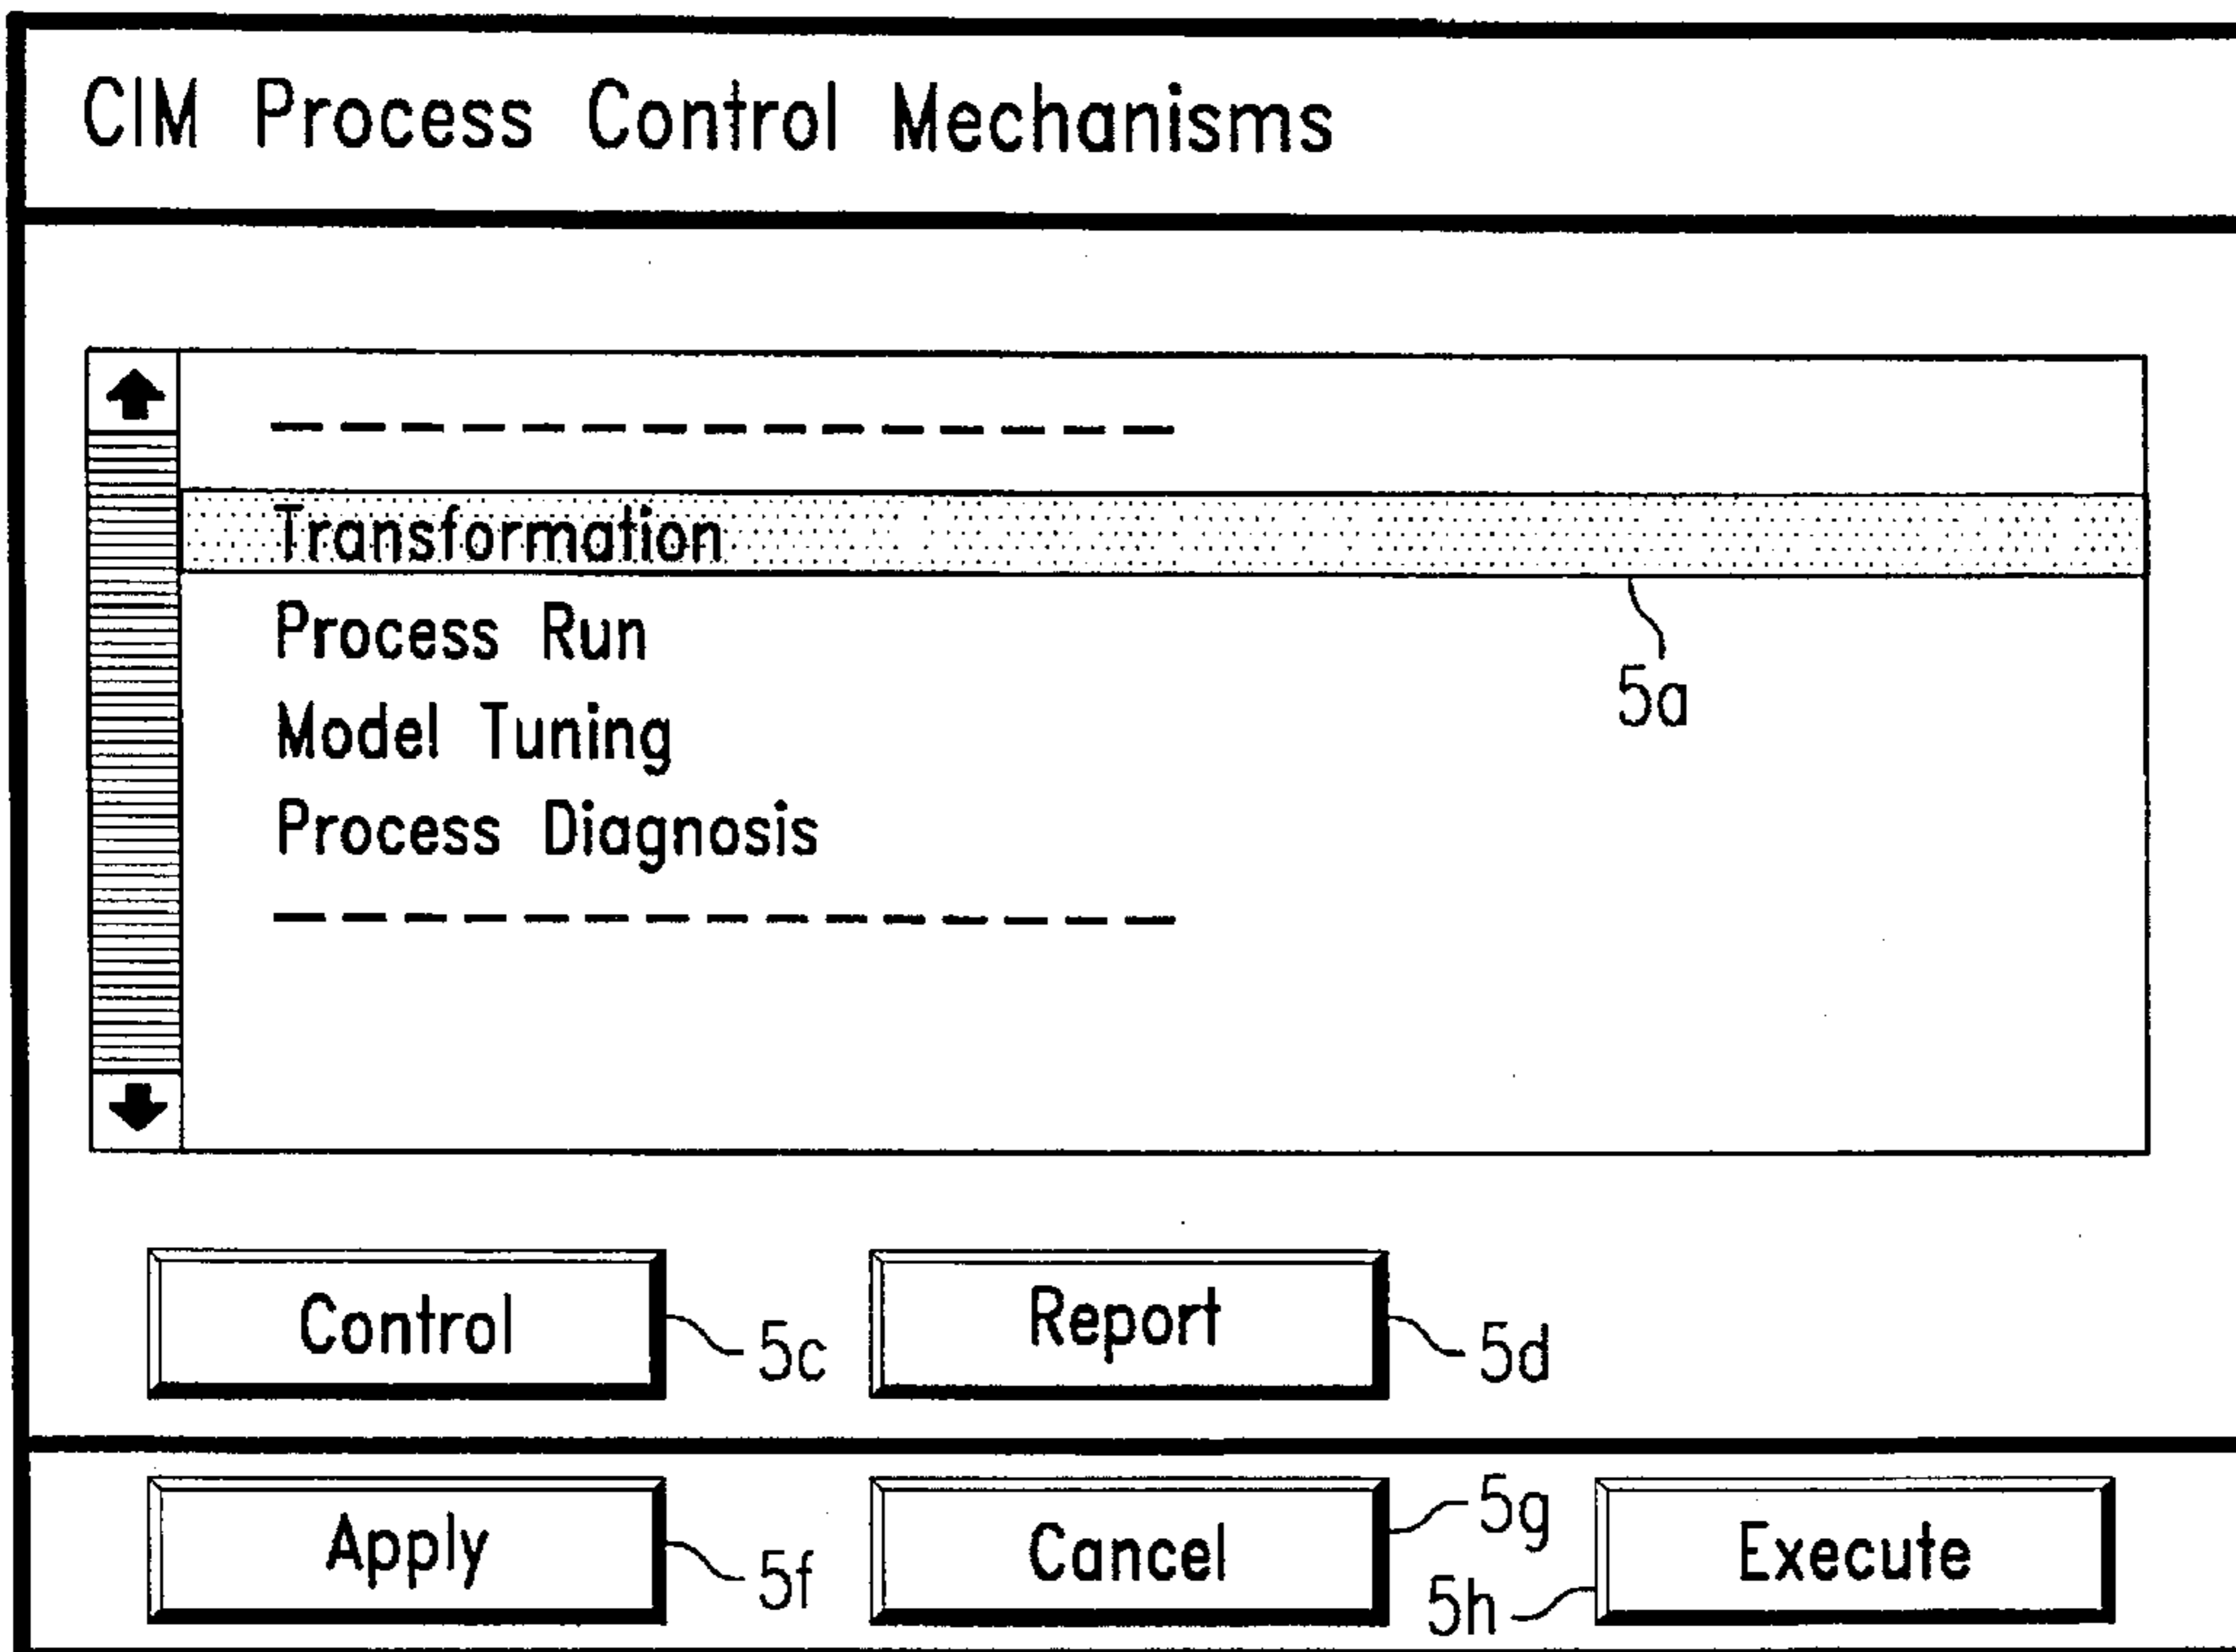 CIM Process Control Mechanisms
Transformation
5a
Process Run
Model Tuning
Process Diagnosis
Control
5c
Report
5d
Apply
5f
Cancel
5g
5h
Execute